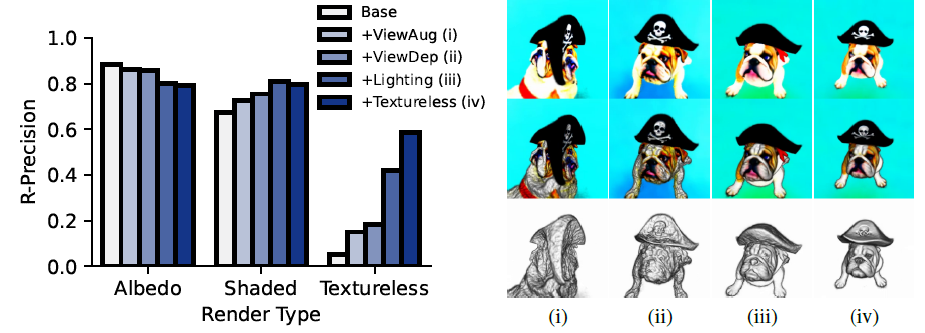 Base
+ViewAug (i)
+ViewDep (ii)
+Lighting (iii)
+Textureless (iv)
1.0
0.8
0.6
0.4
0.2
0.0
R-Precision
Albedo Shaded Textureless
Render Type
(i) (ii) (iii) (iv)